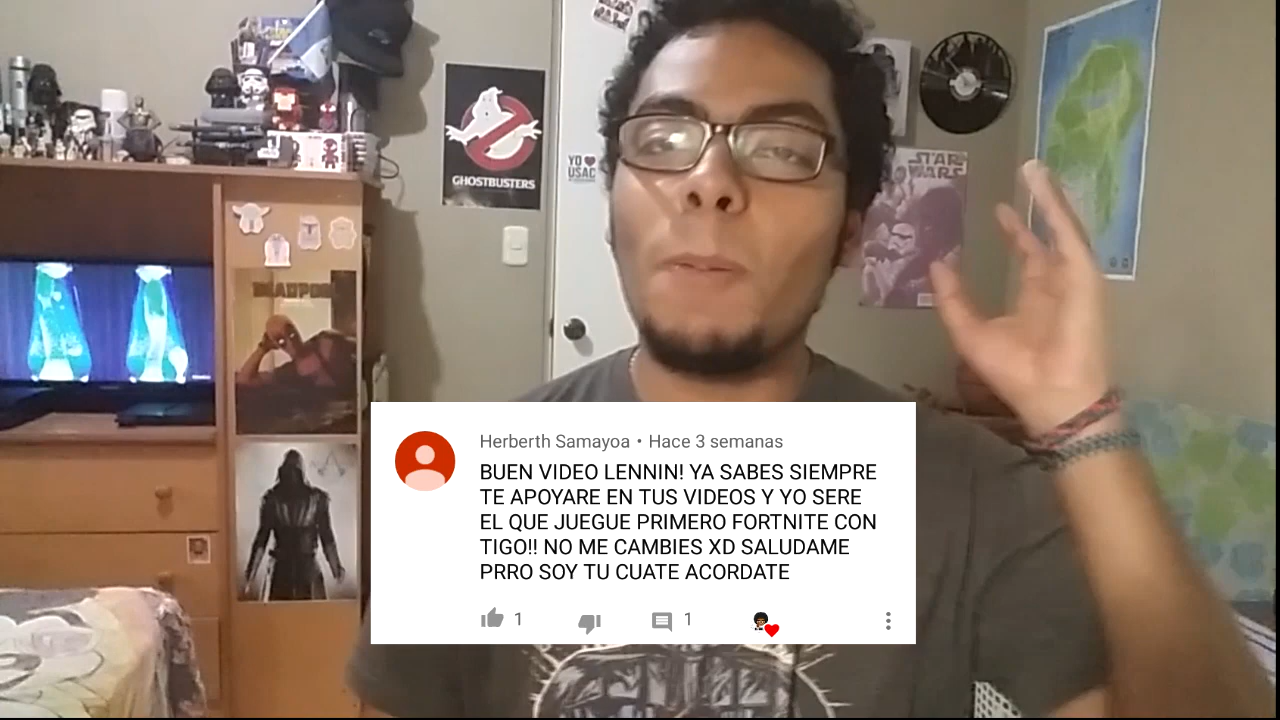 GHOSTBUSTERS
YO ❤
USAC
STAR
WARS
DEADPOOL
Herberth Samayoa • Hace 3 semanas
BUEN VIDEO LENNIN! YA SABES SIEMPRE
TE APOYARE EN TUS VIDEOS Y YO SERE
EL QUE JUEGUE PRIMERO FORTNITE CON
TIGO!! NO ME CAMBIES XD SALUDAME
PRRO SOY TU CUATE ACORDATE
1
1